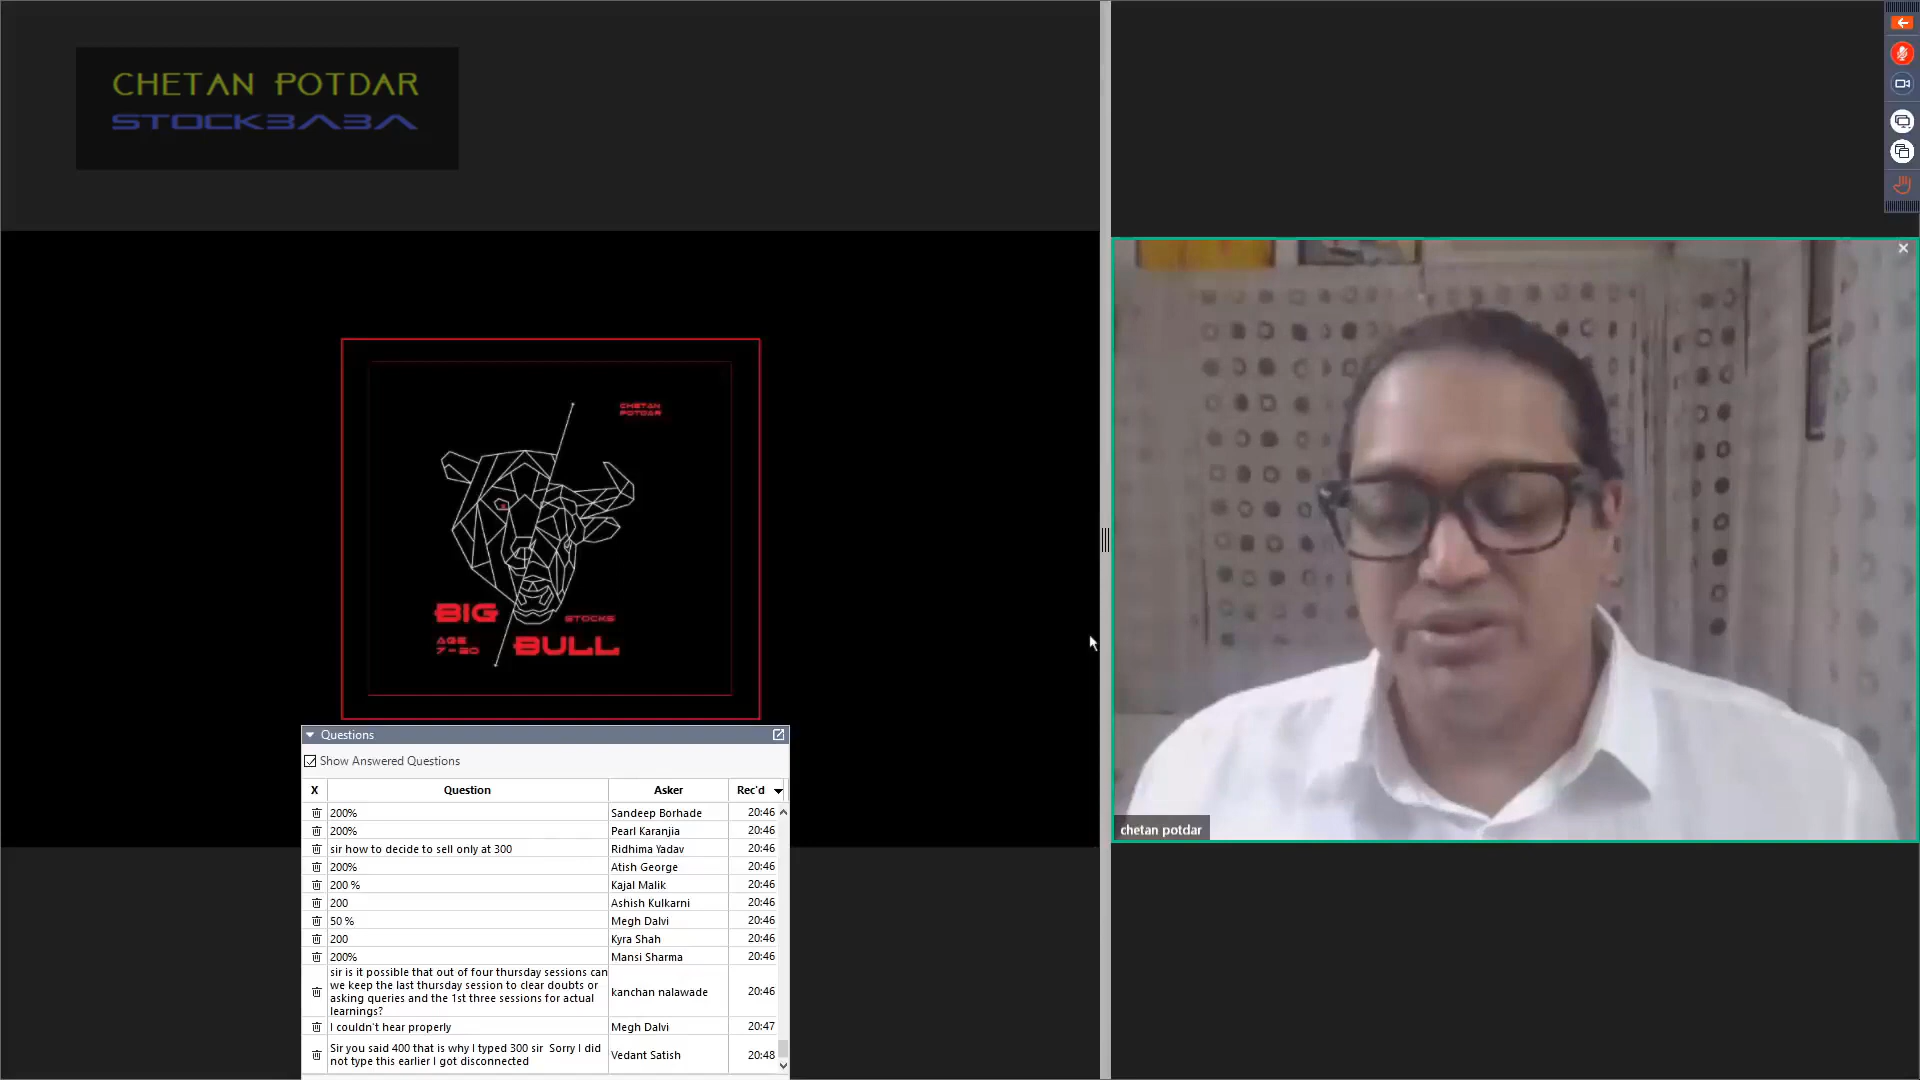 CHETAN POTDAR
STOCKBABA
CHETAN
POTDAR
BIG
STOCKS
AGE
7-20
BULL
Questions
Show Answered Questions
X Question Asker Rec'd
200% Sandeep Borhade 20:46
200% Pearl Karanjia 20:46
sir how to decide to sell only at 300 Ridhima Yadav 20:46
200% Atish George 20:46
200 % Kajal Malik 20:46
200 Ashish Kulkarni 20:46
50 % Megh Dalvi 20:46
200 Kyra Shah 20:46
200% Mansi Sharma 20:46
sir is it possible that out of four thursday sessions can
we keep the last thursday session to clear doubts or
asking queries and the 1st three sessions for actual
learnings?
kanchan nalawade 20:46
I couldn't hear properly Megh Dalvi 20:47
Sir you said 400 that is why I typed 300 sir Sorry I did
not type this earlier I got disconnected
Vedant Satish 20:48
chetan potdar